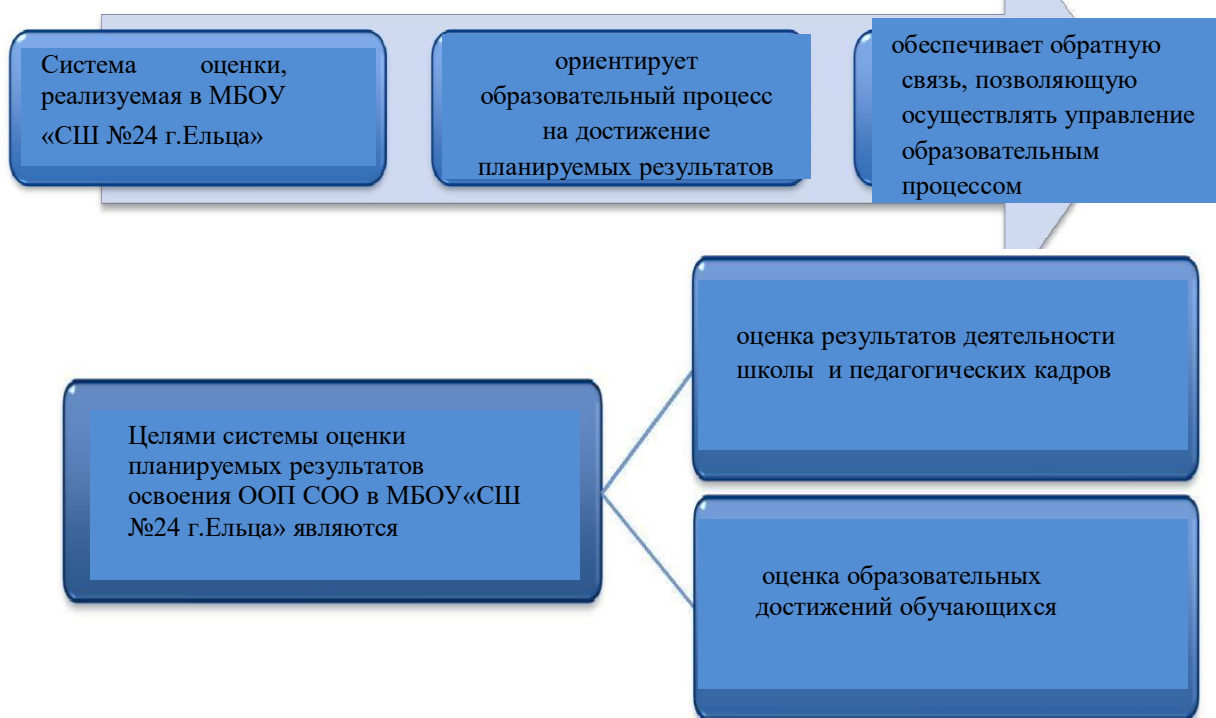 Система оценки,
реализуемая в МБОУ
«СШ №24 г.Ельца»
ориентирует
образовательный процесс
на достижение
планируемых результатов
обеспечивает обратную
связь, позволяющую
осуществлять управление
образовательным
процессом
Целями системы оценки
планируемых результатов
освоения ООП СОО в МБОУ«СШ
№24 г.Ельца» являются
оценка результатов деятельности
школы и педагогических кадров
оценка образовательных
достижений обучающихся